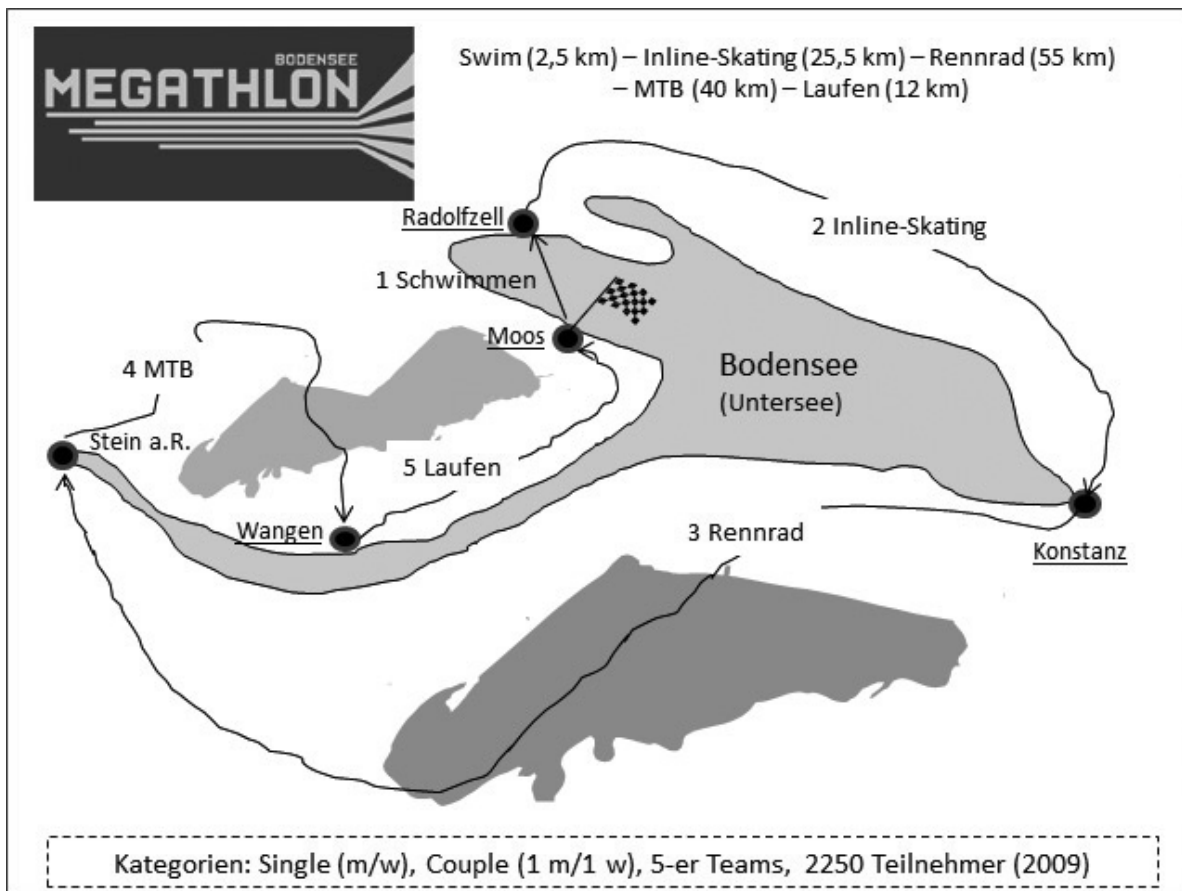 BODENSEE
MEGATHLON
Swim (2,5 km) – Inline-Skating (25,5 km) – Rennrad (55 km)
– MTB (40 km) – Laufen (12 km)
Radolfzell
2 Inline-Skating
1 Schwimmen
Moos
4 MTB
Bodensee
(Untersee)
Stein a.R.
5 Laufen
Wangen
3 Rennrad
Konstanz
Kategorien: Single (m/w), Couple (1 m/1 w), 5-er Teams, 2250 Teilnehmer (2009)